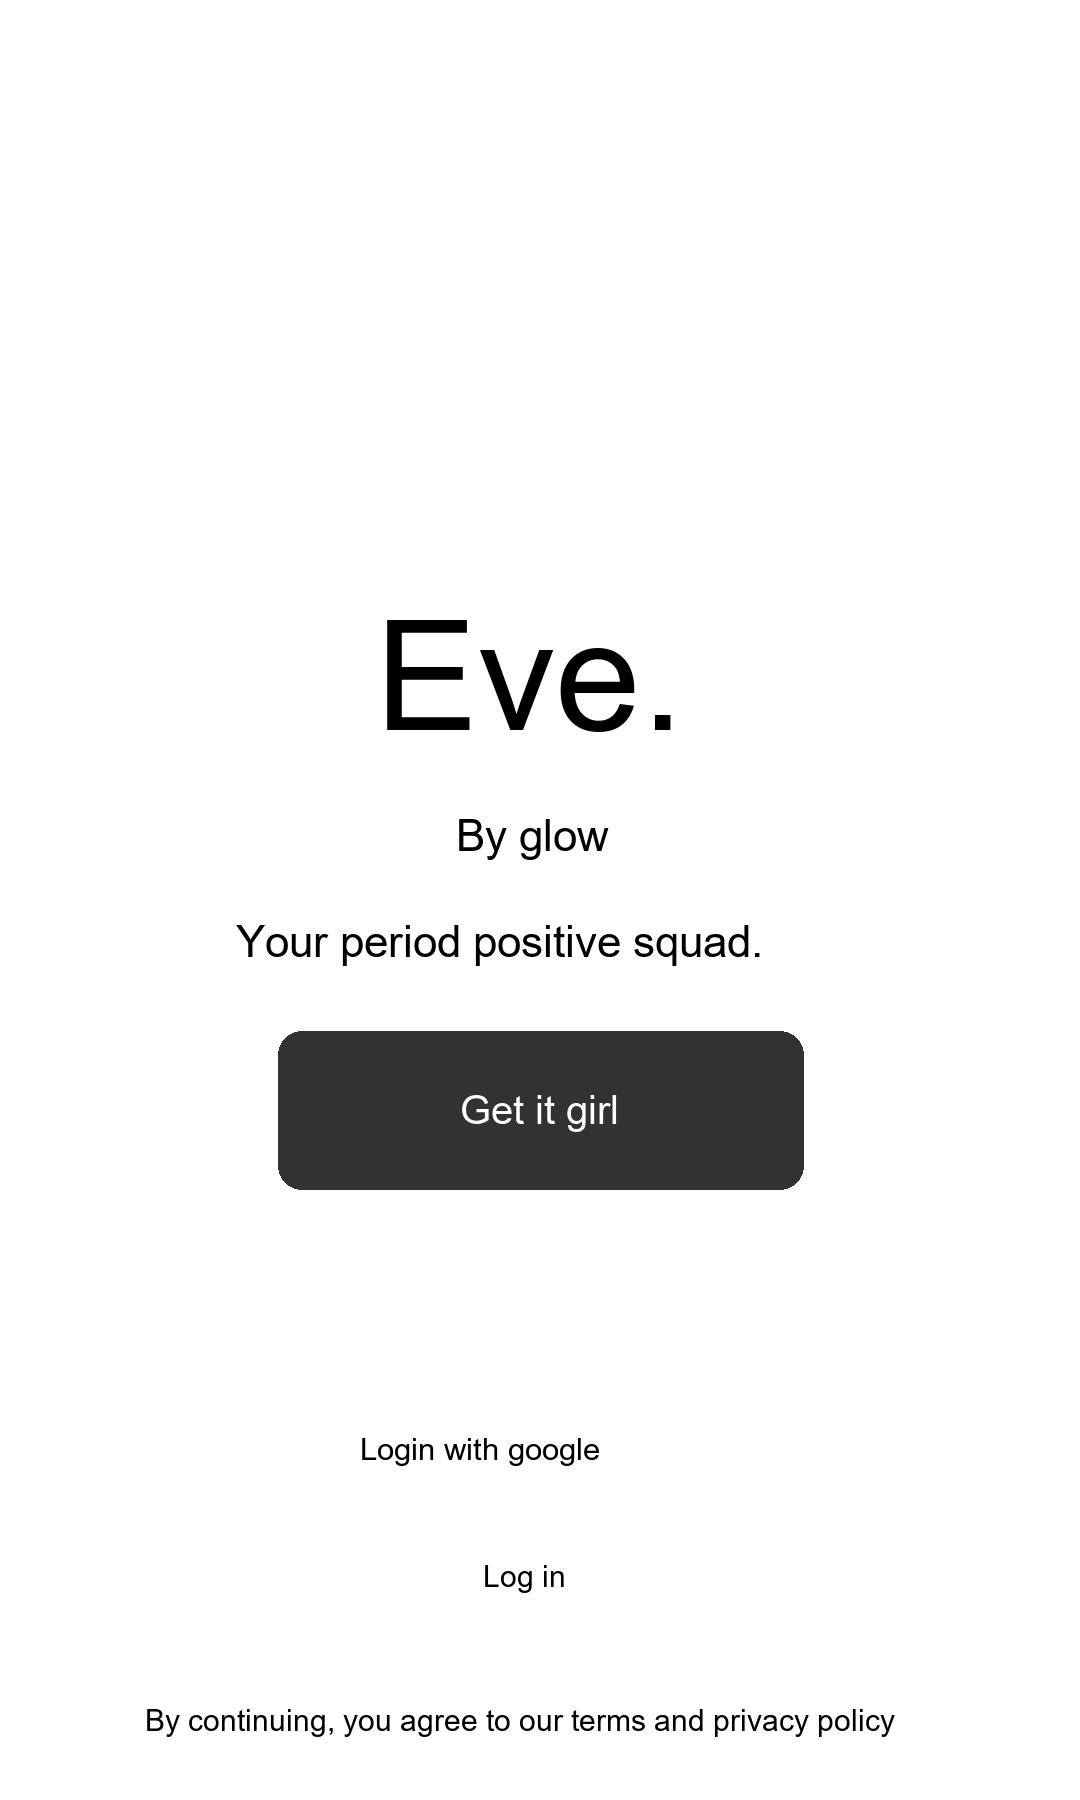 Eve.
By glow
Your period positive squad.
Get it girl
Login with google
Log in
By continuing, you agree to our terms and privacy policy